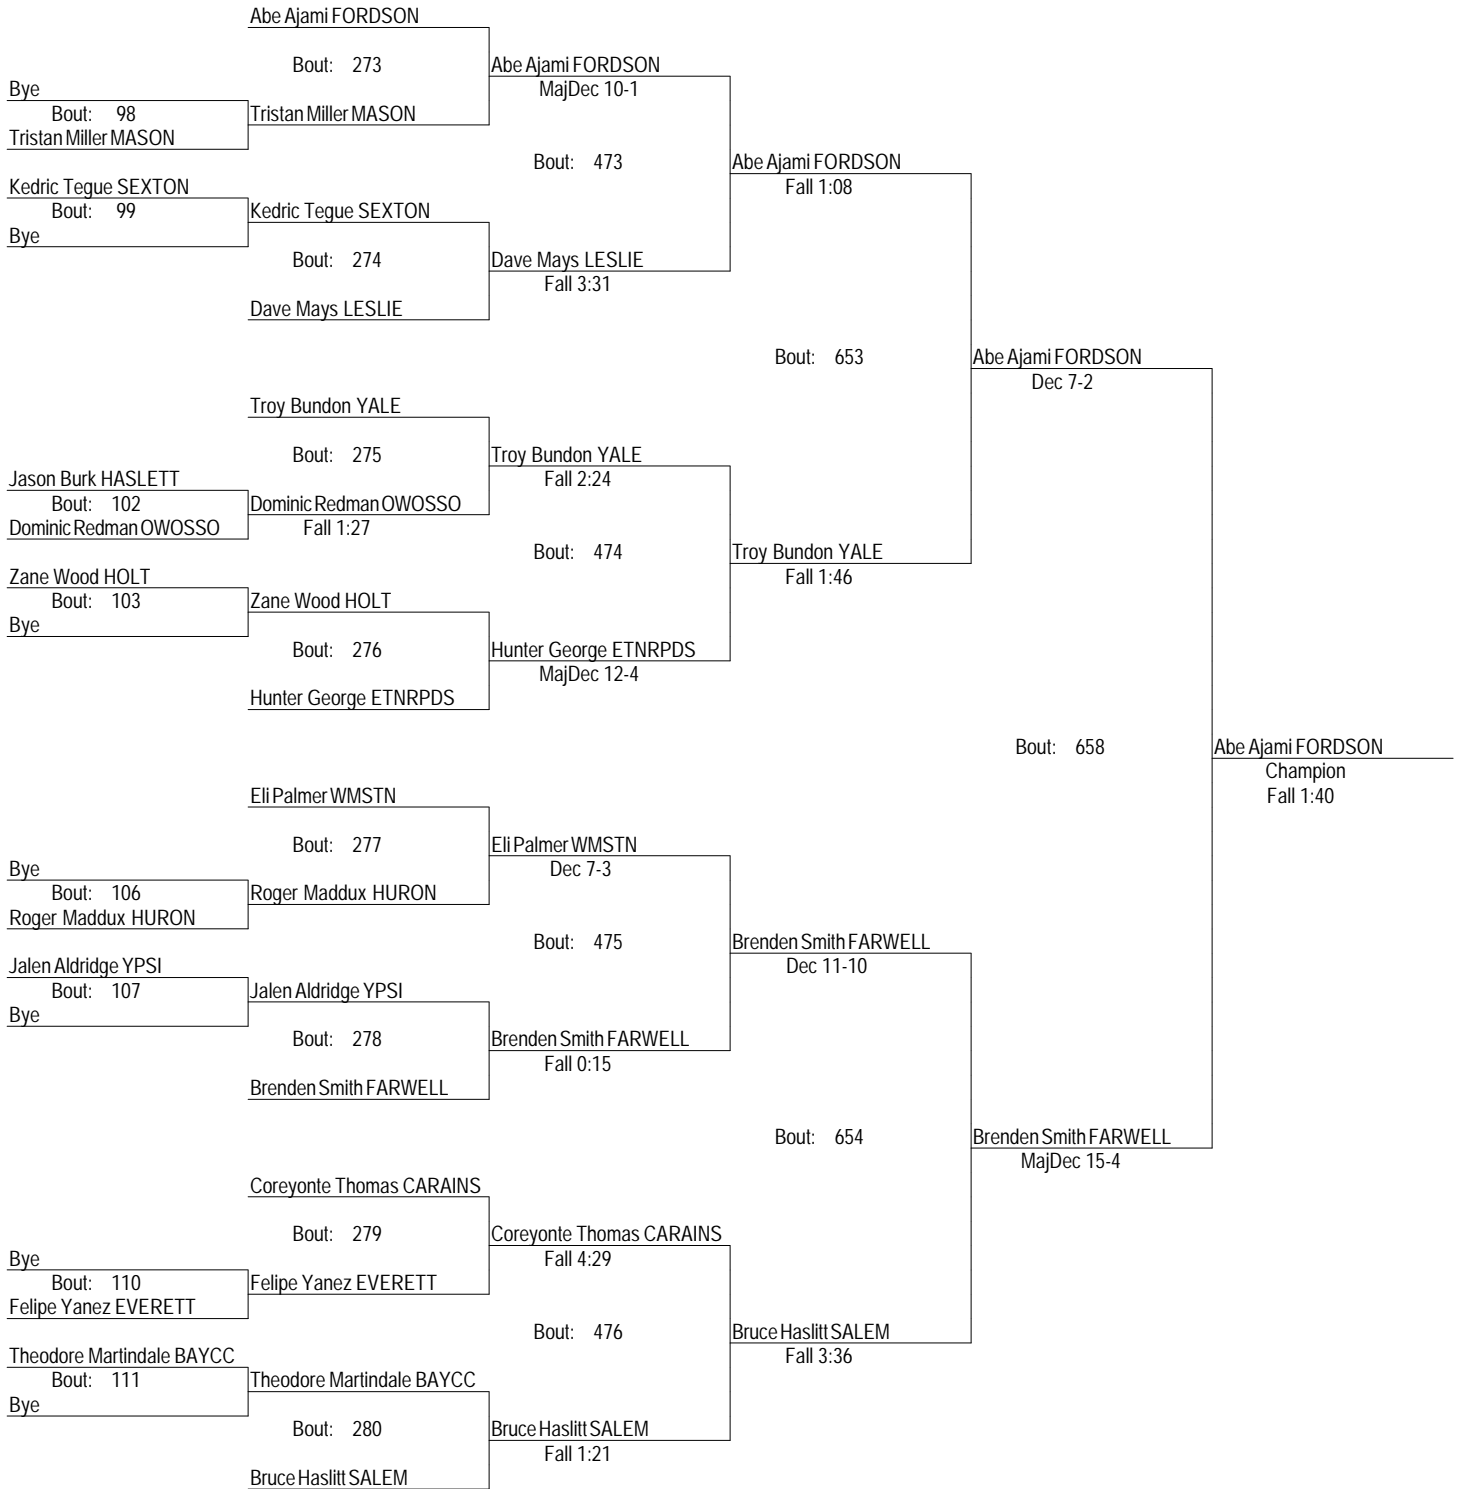 Abe Ajami FORDSON
Bout: 273 Abe Ajami FORDSON
Bye MajDec 10-1
Bout: 98 Tristan Miller MASON
Tristan Miller MASON
Bout: 473 Abe Ajami FORDSON
Kedric Tegue SEXTON Fall 1:08
Bout: 99 Kedric Tegue SEXTON
Bye
Bout: 274 Dave Mays LESLIE
Fall 3:31
Dave Mays LESLIE
Bout: 653 Abe Ajami FORDSON
Dec 7-2
Troy Bundon YALE
Bout: 275 Troy Bundon YALE
Jason Burk HASLETT Fall 2:24
Bout: 102 Dominic Redman OWOSSO
Dominic Redman OWOSSO Fall 1:27
Bout: 474 Troy Bundon YALE
Zane Wood HOLT Fall 1:46
Bout: 103 Zane Wood HOLT
Bye
Bout: 276 Hunter George ETNRPDS
MajDec 12-4
Hunter George ETNRPDS
Bout: 658 Abe Ajami FORDSON
Champion
Eli Palmer WMSTN Fall 1:40
Bout: 277 Eli Palmer WMSTN
Bye Dec 7-3
Bout: 106 Roger Maddux HURON
Roger Maddux HURON
Bout: 475 Brenden Smith FARWELL
Jalen Aldridge YPSI Dec 11-10
Bout: 107 Jalen Aldridge YPSI
Bye
Bout: 278 Brenden Smith FARWELL
Fall 0:15
Brenden Smith FARWELL
Bout: 654 Brenden Smith FARWELL
MajDec 15-4
Coreyonte Thomas CARAINS
Bout: 279 Coreyonte Thomas CARAINS
Bye Fall 4:29
Bout: 110 Felipe Yanez EVERETT
Felipe Yanez EVERETT
Bout: 476 Bruce Haslitt SALEM
Theodore Martindale BAYCC Fall 3:36
Bout: 111 Theodore Martindale BAYCC
Bye
Bout: 280 Bruce Haslitt SALEM
Fall 1:21
Bruce Haslitt SALEM